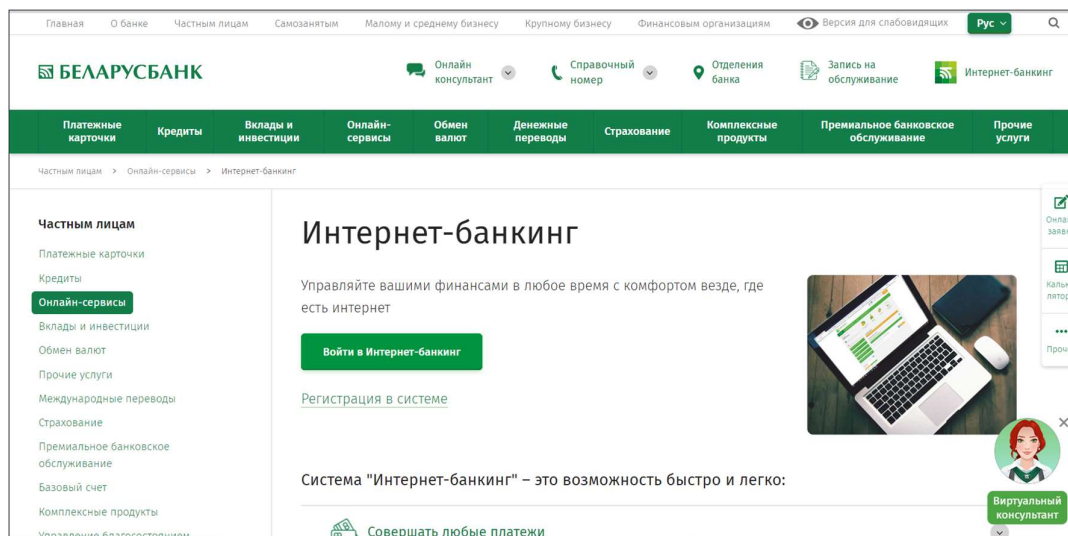 Главная О банке Частным лицам Самозанятым Малому и среднему бизнесу Крупному бизнесу Финансовым организациям Версия для слабовидящих Рус
БЕЛАРУСБАНК
Онлайн консультант
Справочный номер
Отделения банка
Запись на обслуживание
Интернет-банкинг
Платежные карточки
Кредиты
Вклады и инвестиции
Онлайн-сервисы
Обмен валют
Денежные переводы
Страхование
Комплексные продукты
Премиальное банковское обслуживание
Прочие услуги
Частным лицам > Онлайн-сервисы > Интернет-банкинг
Частным лицам
Платежные карточки
Кредиты
Онлайн-сервисы
Вклады и инвестиции
Обмен валют
Прочие услуги
Международные переводы
Страхование
Премиальное банковское
обслуживание
Базовый счет
Комплексные продукты
Управление благосостоянием
Интернет-банкинг
Управляйте вашими финансами в любое время с комфортом везде, где
есть интернет
Войти в Интернет-банкинг
Регистрация в системе
Система "Интернет-банкинг" – это возможность быстро и легко:
Совершать любые платежи
Виртуальный
консультант